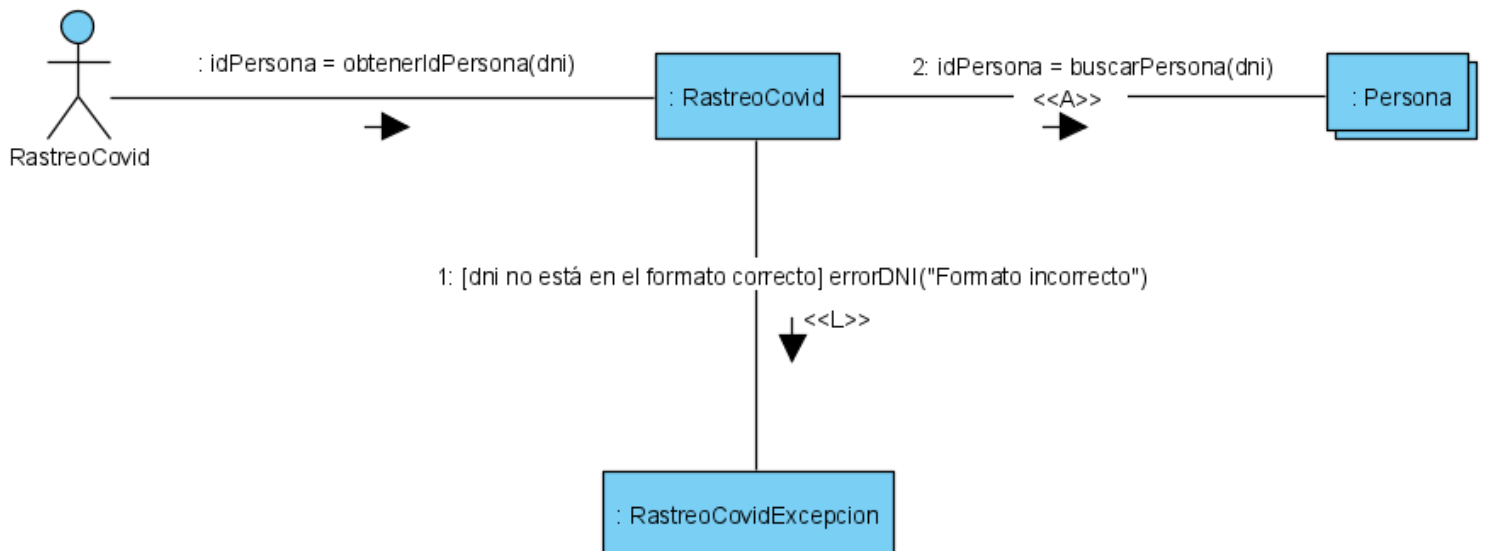 : idPersona = obtenerIdPersona(dni)
2: idPersona = buscarPersona(dni)
<<A>>
: RastreoCovid
: Persona
RastreoCovid
1: [dni no está en el formato correcto] errorDNI("Formato incorrecto")
<<L>>
: RastreoCovidExcepcion